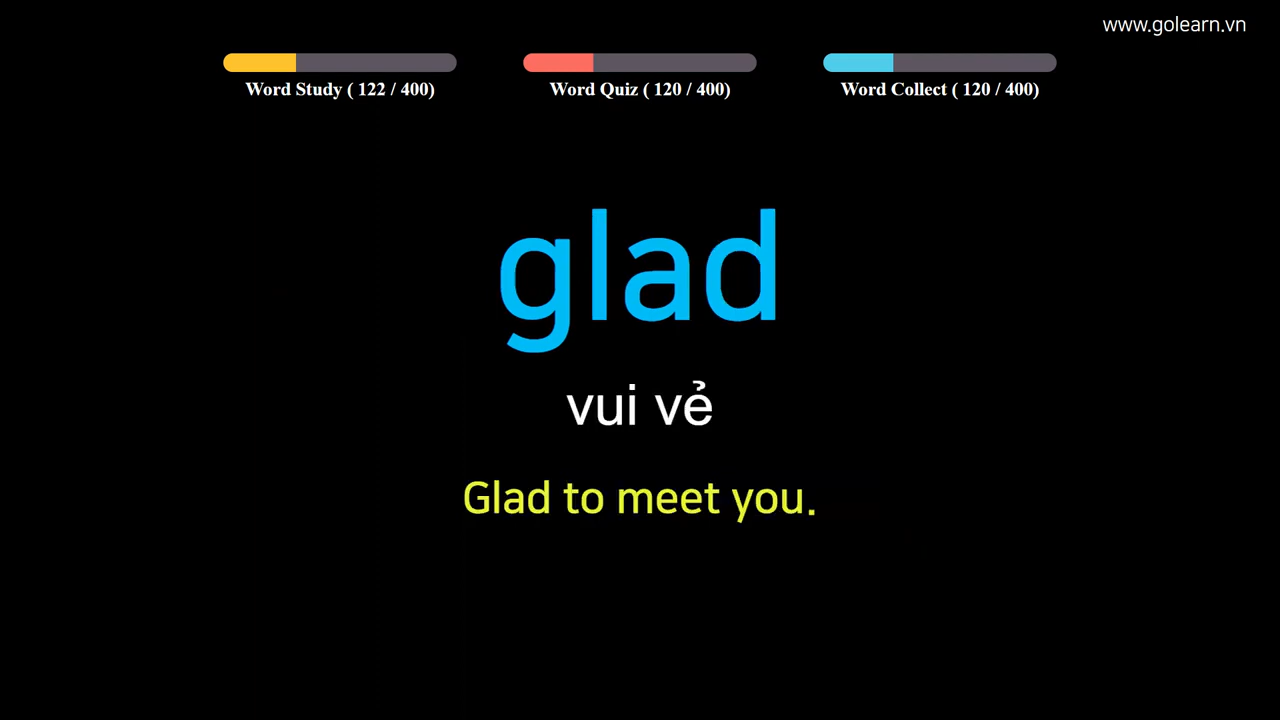 www.golearn.vn
Word Study ( 122 / 400)
Word Quiz ( 120 / 400)
Word Collect ( 120 / 400)
glad
vui vẻ
Glad to meet you.